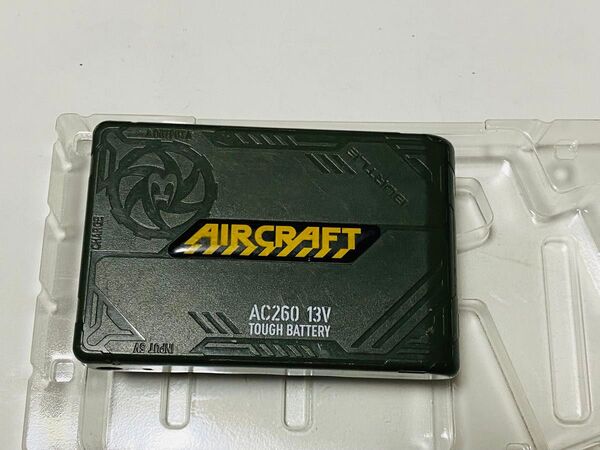 BURTLE
AIRCRAFT
CHARGE
AC260 13V
TOUGH BATTERY
INPUT 5V